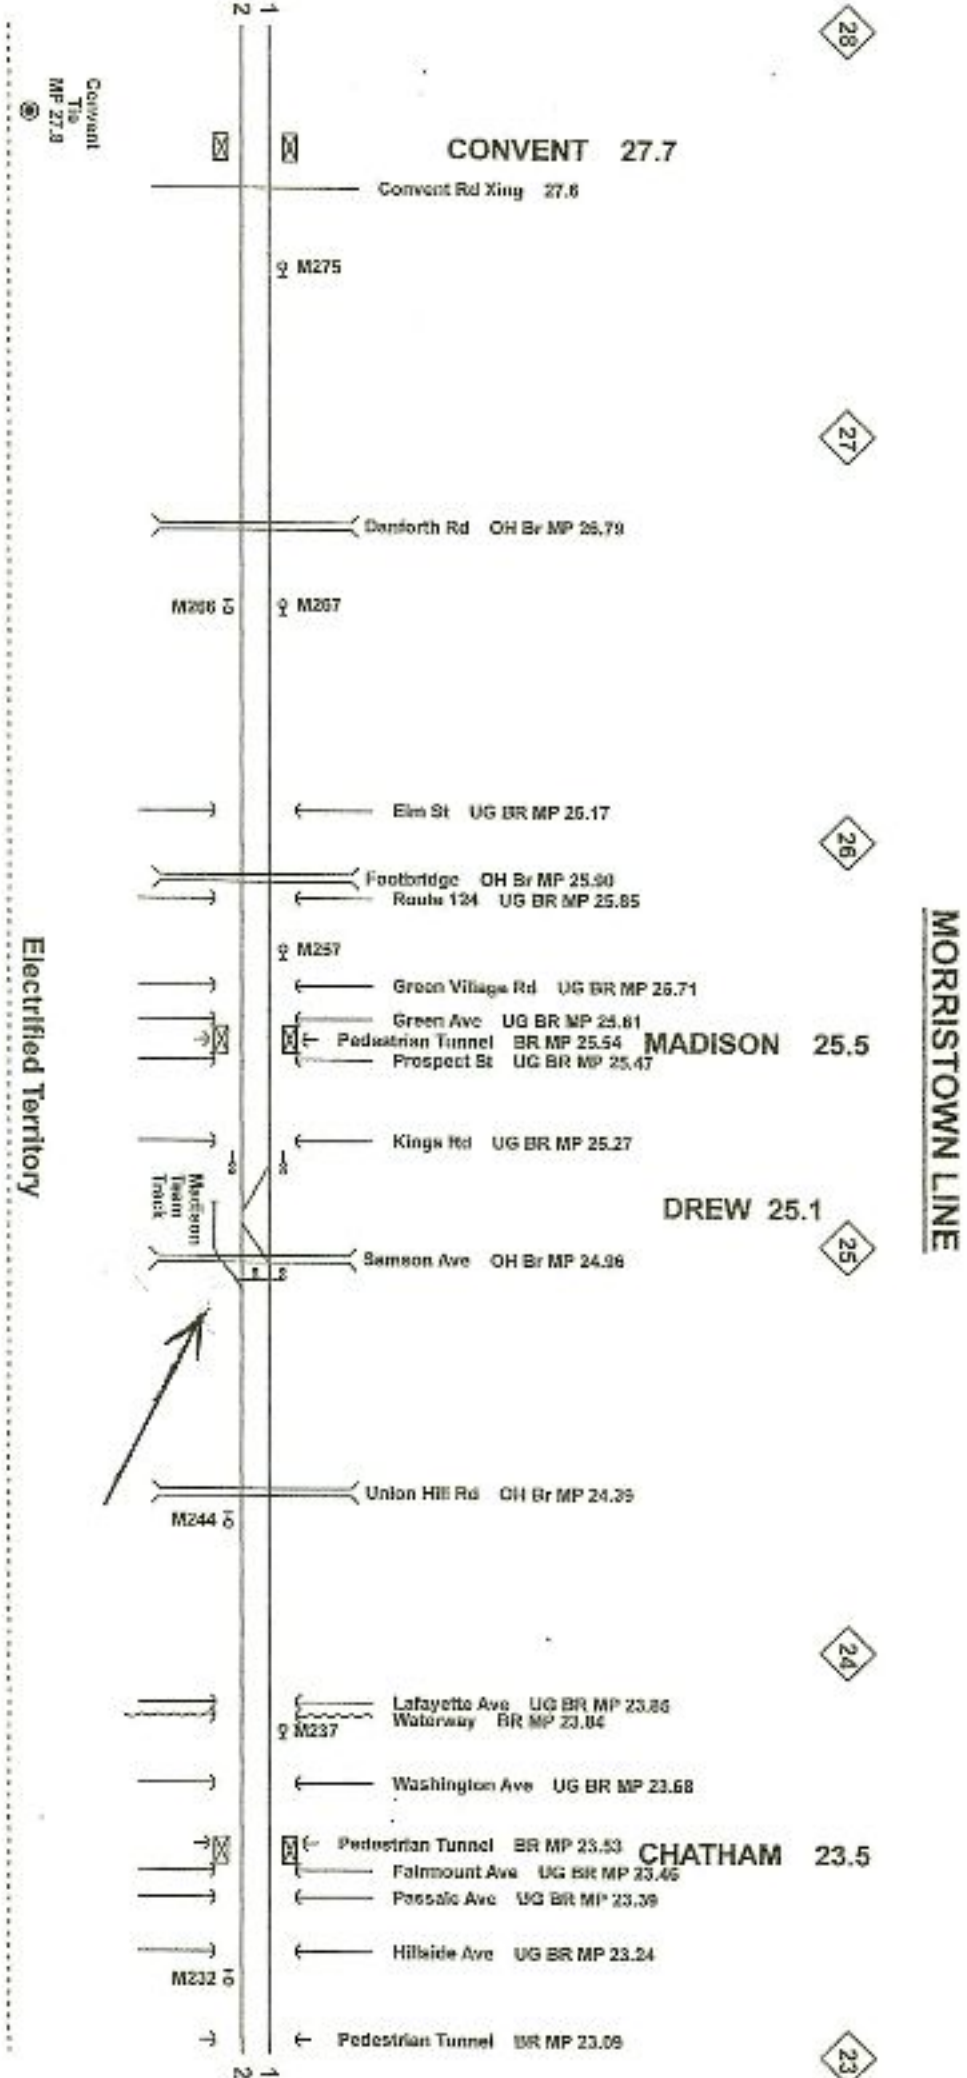 2 1
28
Convent
Tie
MP 27.8
CONVENT 27.7
Convent Rd Xing 27.6
M275
27
Danforth Rd OH Br MP 26.79
M266
M267
Elm St UG BR MP 26.17
26
Footbridge OH Br MP 25.90
Route 124 UG BR MP 25.85
MORRISTOWN LINE
Electrified Territory
M257
Green Village Rd UG BR MP 25.71
Green Ave UG BR MP 25.61
Pedestrian Tunnel BR MP 25.54
MADISON 25.5
Prospect St UG BR MP 25.47
Kings Rd UG BR MP 25.27
Madison
Team
Track
DREW 25.1
25
Samson Ave OH Br MP 24.96
Union Hill Rd OH Br MP 24.39
M244
24
Lafayette Ave UG BR MP 23.85
Waterway BR MP 23.84
M237
Washington Ave UG BR MP 23.68
Pedestrian Tunnel BR MP 23.53
CHATHAM 23.5
Fairmount Ave UG BR MP 23.46
Passaic Ave UG BR MP 23.39
Hillside Ave UG BR MP 23.24
M232
Pedestrian Tunnel BR MP 23.09
23
2 1